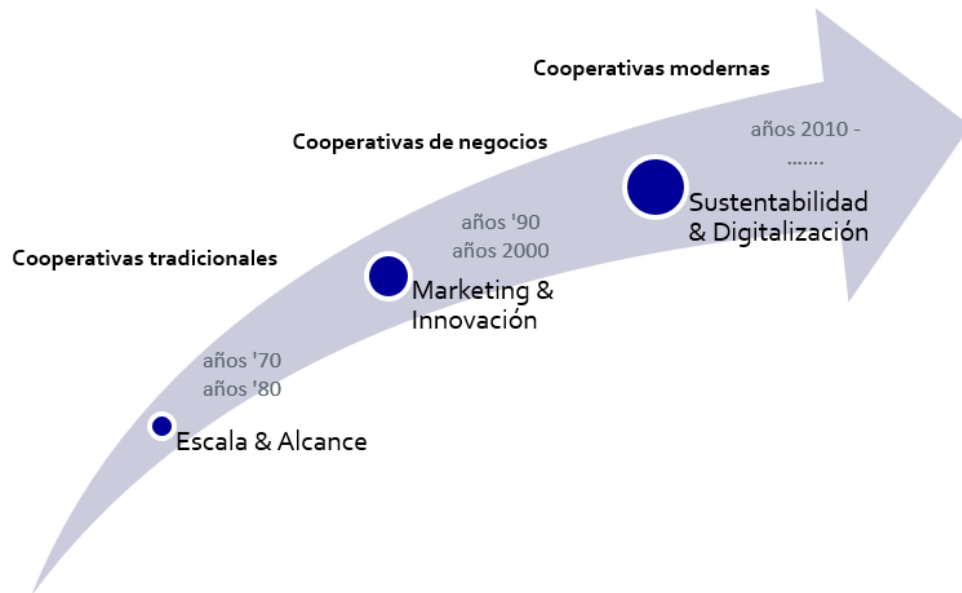 Cooperativas modernas
años 2010 -
.......
Cooperativas de negocios
Sustentabilidad
& Digitalización
años '90
años 2000
Cooperativas tradicionales
Marketing &
Innovación
años '70
años '80
Escala & Alcance